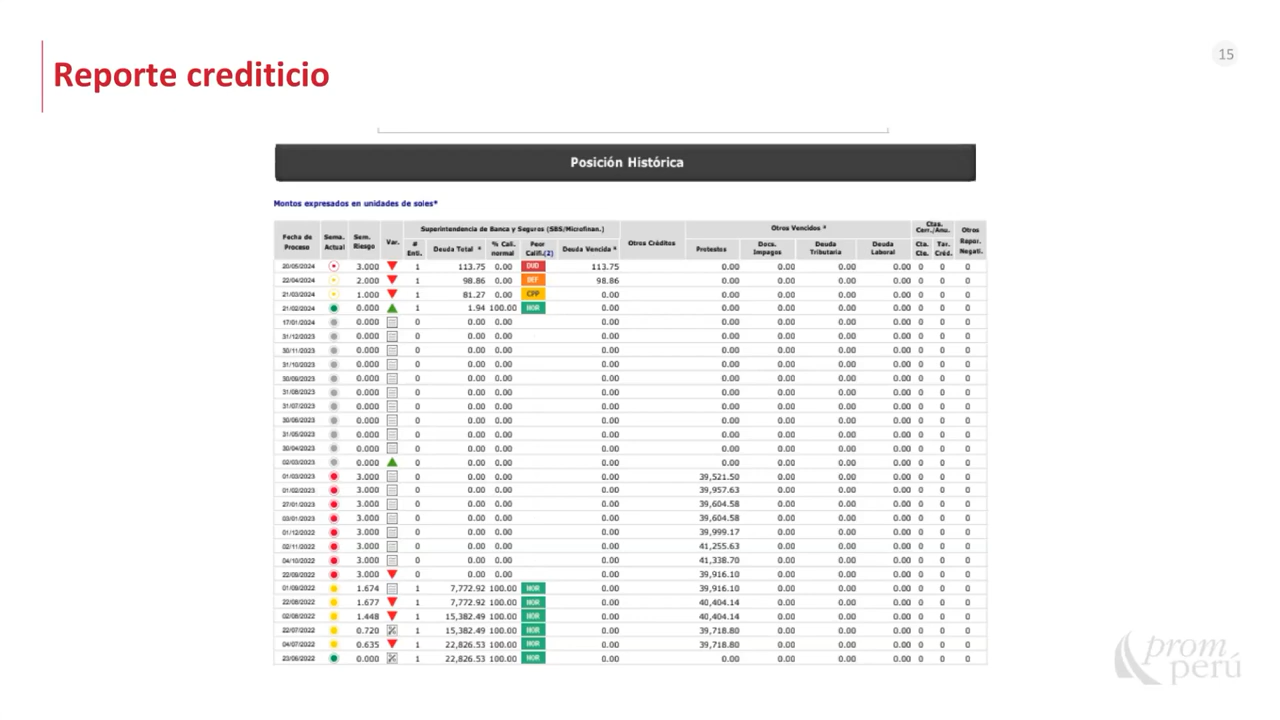 15
Reporte crediticio
Posición Histórica
Montos expresados en unidades de soles*
Fecha de Proceso Sema. Actual Sem. Riesgo Var. Superintendencia de Banca y Seguros (SBS/Microfinan.) Otros Créditos Otros Vencidos * Ctas. Corr./Anu. Otros Repor. Negati.
# Enti. Deuda Total * % Cal. normal Peor Calif.(2) Deuda Vencida * Protestos Docs. Impagos Deuda Tributaria Deuda Laboral Cta. Cte. Tar. Créd.
20/05/2024 3.000 1 113.75 0.00 DUD 113.75 0.00 0.00 0.00 0.00 0 0 0
22/04/2024 2.000 1 98.86 0.00 DEF 98.86 0.00 0.00 0.00 0.00 0 0 0
21/03/2024 1.000 1 81.27 0.00 CPP 0.00 0.00 0.00 0.00 0.00 0 0 0
21/02/2024 0.000 1 1.94 100.00 NOR 0.00 0.00 0.00 0.00 0.00 0 0 0
17/01/2024 0.000 0 0.00 0.00 0.00 0.00 0.00 0.00 0.00 0 0 0
31/12/2023 0.000 0 0.00 0.00 0.00 0.00 0.00 0.00 0.00 0 0 0
30/11/2023 0.000 0 0.00 0.00 0.00 0.00 0.00 0.00 0.00 0 0 0
31/10/2023 0.000 0 0.00 0.00 0.00 0.00 0.00 0.00 0.00 0 0 0
30/09/2023 0.000 0 0.00 0.00 0.00 0.00 0.00 0.00 0.00 0 0 0
31/08/2023 0.000 0 0.00 0.00 0.00 0.00 0.00 0.00 0.00 0 0 0
31/07/2023 0.000 0 0.00 0.00 0.00 0.00 0.00 0.00 0.00 0 0 0
30/06/2023 0.000 0 0.00 0.00 0.00 0.00 0.00 0.00 0.00 0 0 0
31/05/2023 0.000 0 0.00 0.00 0.00 0.00 0.00 0.00 0.00 0 0 0
30/04/2023 0.000 0 0.00 0.00 0.00 0.00 0.00 0.00 0.00 0 0 0
02/03/2023 0.000 0 0.00 0.00 0.00 0.00 0.00 0.00 0.00 0 0 0
01/03/2023 3.000 0 0.00 0.00 0.00 39,521.50 0.00 0.00 0.00 0 0 0
01/02/2023 3.000 0 0.00 0.00 0.00 39,957.63 0.00 0.00 0.00 0 0 0
27/01/2023 3.000 0 0.00 0.00 0.00 39,604.58 0.00 0.00 0.00 0 0 0
03/01/2023 3.000 0 0.00 0.00 0.00 39,604.58 0.00 0.00 0.00 0 0 0
01/12/2022 3.000 0 0.00 0.00 0.00 39,999.17 0.00 0.00 0.00 0 0 0
02/11/2022 3.000 0 0.00 0.00 0.00 41,255.63 0.00 0.00 0.00 0 0 0
04/10/2022 3.000 0 0.00 0.00 0.00 41,338.70 0.00 0.00 0.00 0 0 0
22/09/2022 3.000 0 0.00 0.00 0.00 39,916.10 0.00 0.00 0.00 0 0 0
01/09/2022 1.674 1 7,772.92 100.00 NOR 0.00 39,916.10 0.00 0.00 0.00 0 0 0
22/08/2022 1.677 1 7,772.92 100.00 NOR 0.00 40,404.14 0.00 0.00 0.00 0 0 0
02/08/2022 1.448 1 15,382.49 100.00 NOR 0.00 40,404.14 0.00 0.00 0.00 0 0 0
22/07/2022 0.720 1 15,382.49 100.00 NOR 0.00 39,718.80 0.00 0.00 0.00 0 0 0
04/07/2022 0.635 1 22,826.53 100.00 NOR 0.00 39,718.80 0.00 0.00 0.00 0 0 0
23/06/2022 0.000 1 22,826.53 100.00 NOR 0.00 0.00 0.00 0.00 0.00 0 0 0
prom
perú